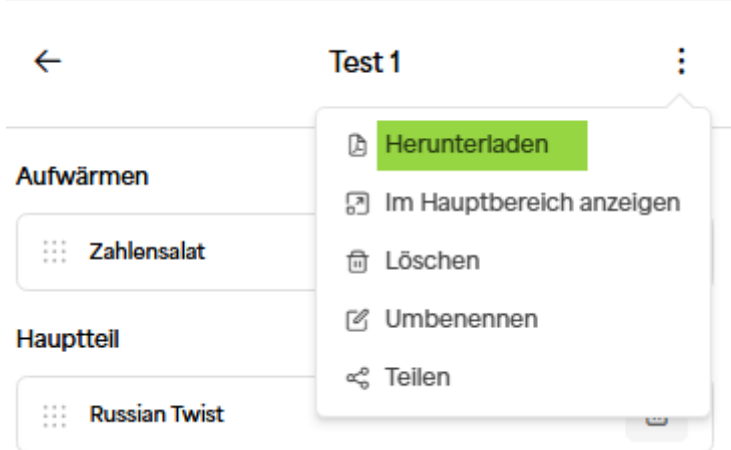 Test 1
Herunterladen
Aufwärmen
Im Hauptbereich anzeigen
Zahlensalat
Löschen
Umbenennen
Hauptteil
Teilen
Russian Twist